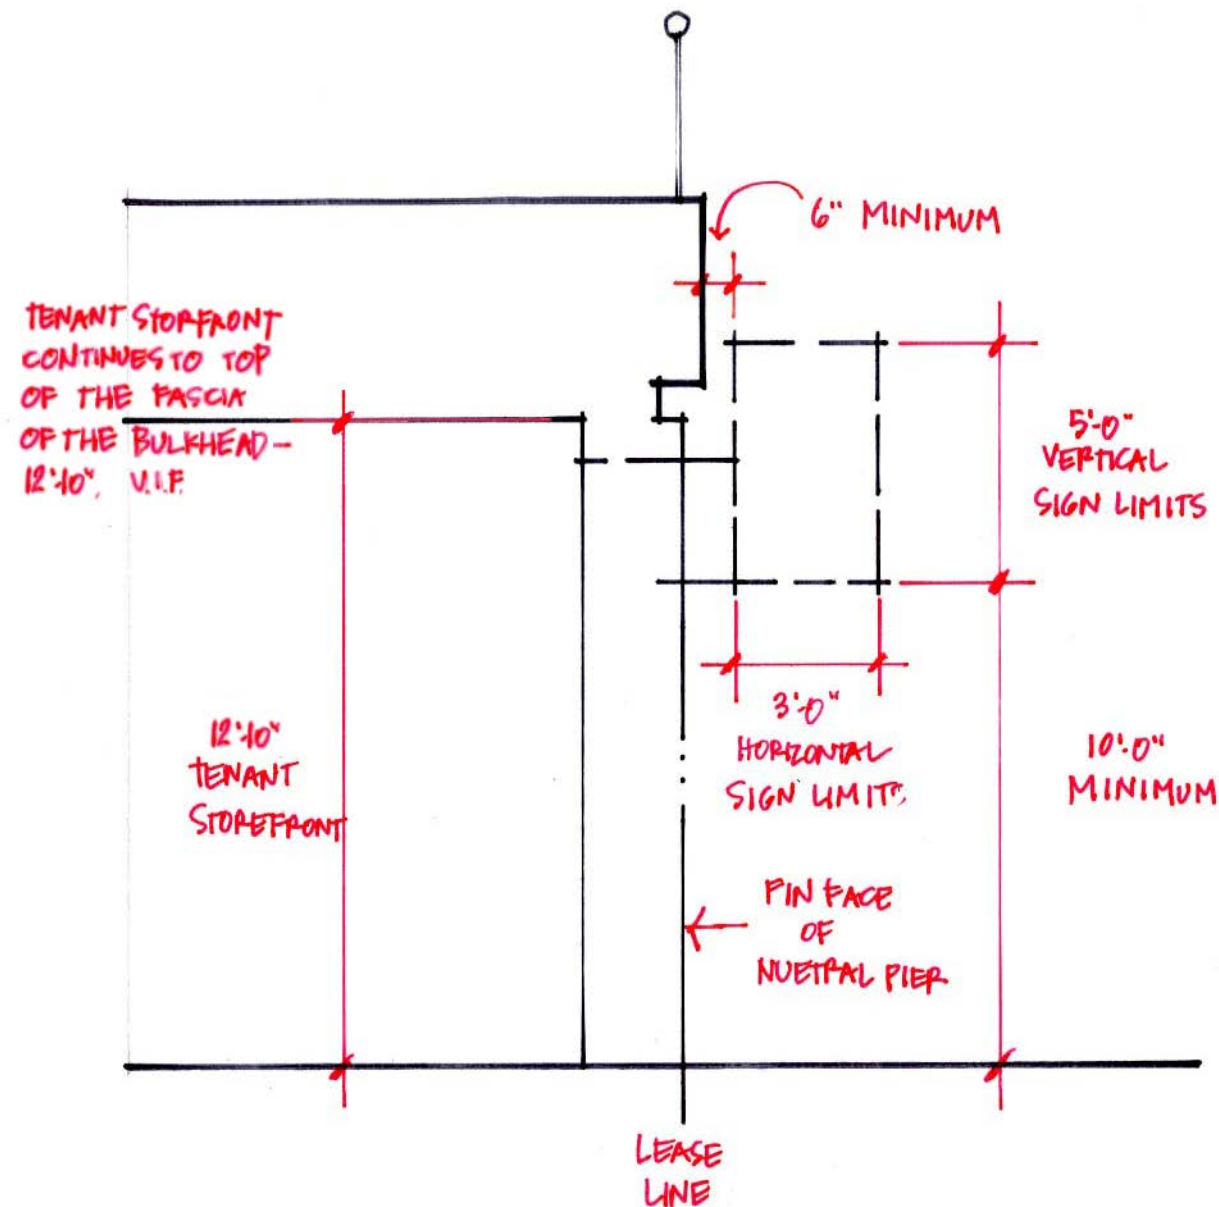 6" MINIMUM
TENANT STORFRONT
CONTINUES TO TOP
OF THE FASCIA
OF THE BULKHEAD-
12'-10", V.I.F.
5'-0"
VERTICAL
SIGN LIMITS
3'-0"
HORIZONTAL
SIGN LIMITS
12'-10"
TENANT
STOREFRONT
10'-0"
MINIMUM
FIN FACE
OF
NUETRAL PIER
LEASE
LINE